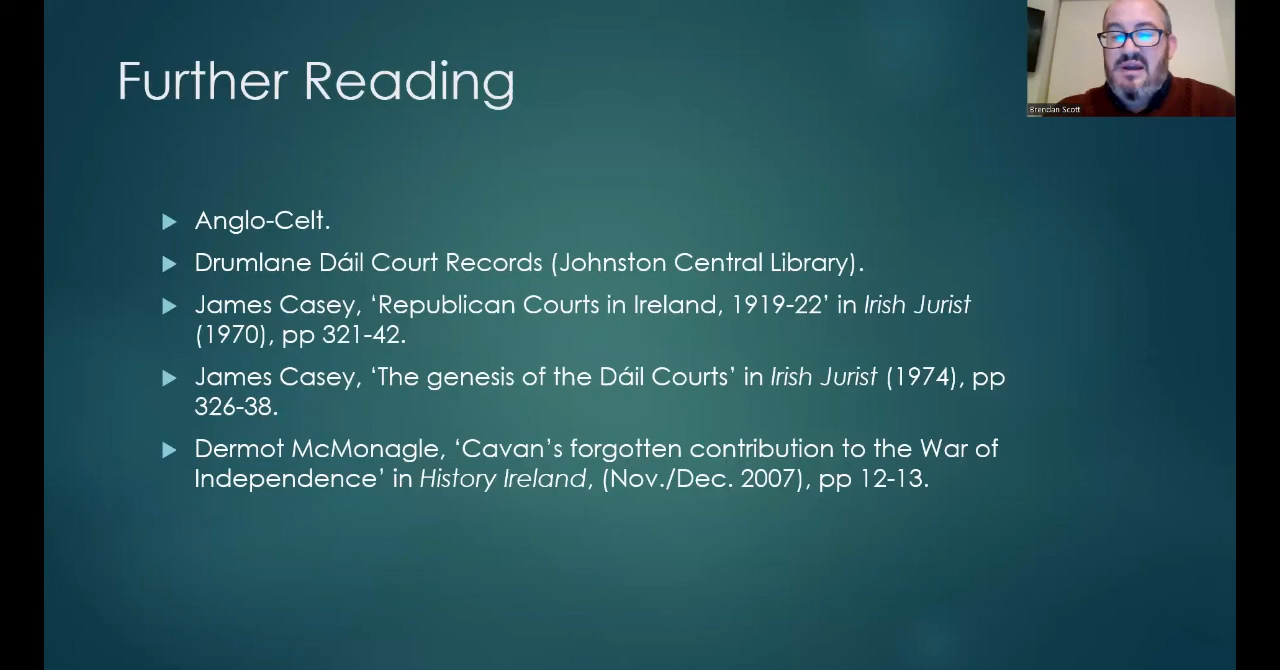 Further Reading
Brendan Scott
Anglo-Celt.
Drumlane Dáil Court Records (Johnston Central Library).
James Casey, ‘Republican Courts in Ireland, 1919-22’ in Irish Jurist
(1970), pp 321-42.
James Casey, ‘The genesis of the Dáil Courts’ in Irish Jurist (1974), pp
326-38.
Dermot McMonagle, ‘Cavan’s forgotten contribution to the War of
Independence’ in History Ireland, (Nov./Dec. 2007), pp 12-13.